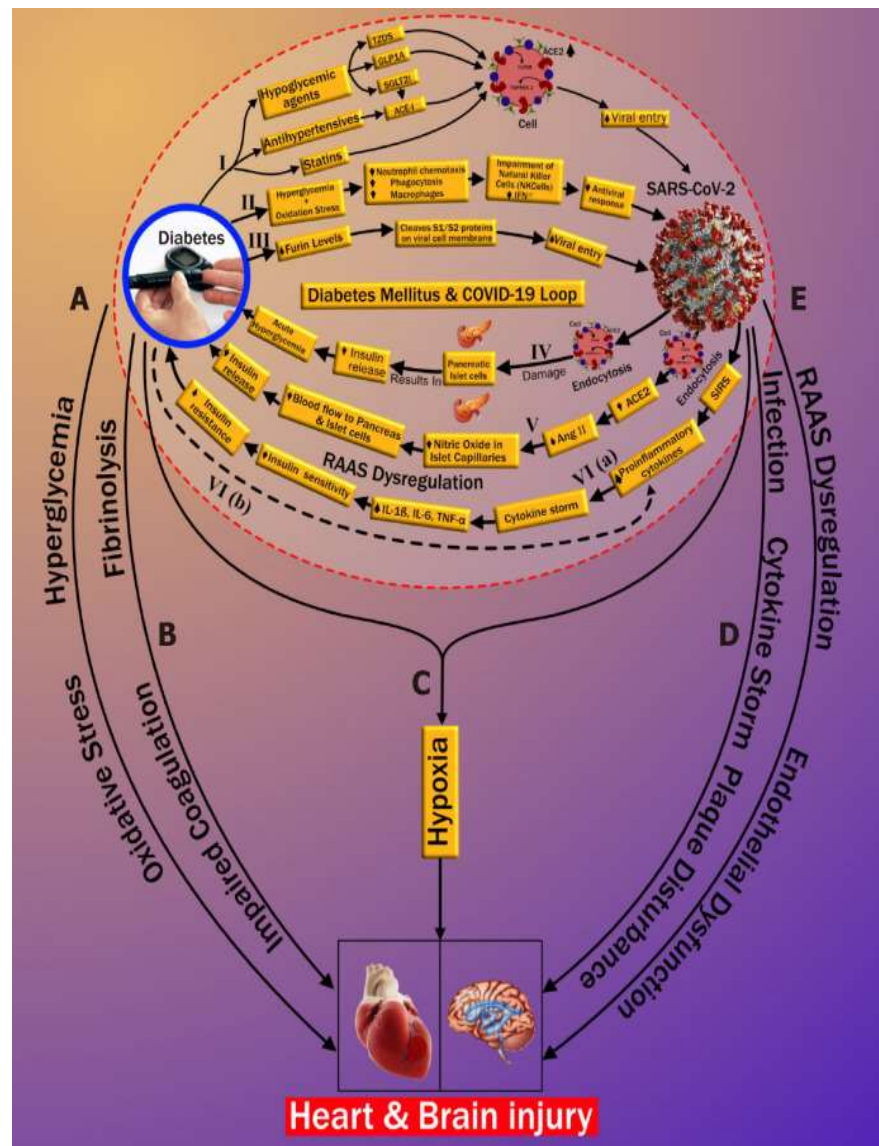 TZDS
GLP1A
SGLT2i
ACE-i
Hypoglycemic
agents
Antihypertensives
Statins
I
ACE2
Cell
Viral entry
SARS-CoV-2
II
Hyperglycemia
+
Oxidation Stress
Neutrophil chemotaxis
Phagocytosis
Macrophages
Impairment of
Natural Killer
Cells (NKCells)
Antiviral
response
Diabetes
III
Furin Levels
Cleaves S1/S2 proteins
on viral cell membrane
Viral entry
A
E
Diabetes Mellitus & COVID-19 Loop
Acute
Hyperglycemia
Insulin
release
Results In
Pancreatic
Islet cells
IV
Damage
Cell
Endocytosis
Cell
Endocytosis
SIRS
Insulin
release
Blood flow to Pancreas
& Islet cells
Nitric Oxide in
Islet Capillaries
V
Ang II
ACE2
RAAS Dysregulation
Insulin
resistance
Insulin sensitivity
IL-1ß, IL-6, TNF-α
Cytokine storm
VI (a)
Proinflammatory
cytokines
VI (b)
Hyperglycemia
Oxidative Stress
Fibrinolysis
Impaired Coagulation
B
C
D
Infection
Cytokine Storm
Plaque Disturbance
RAAS Dysregulation
Endothelial Dysfunction
Hypoxia
Heart & Brain injury